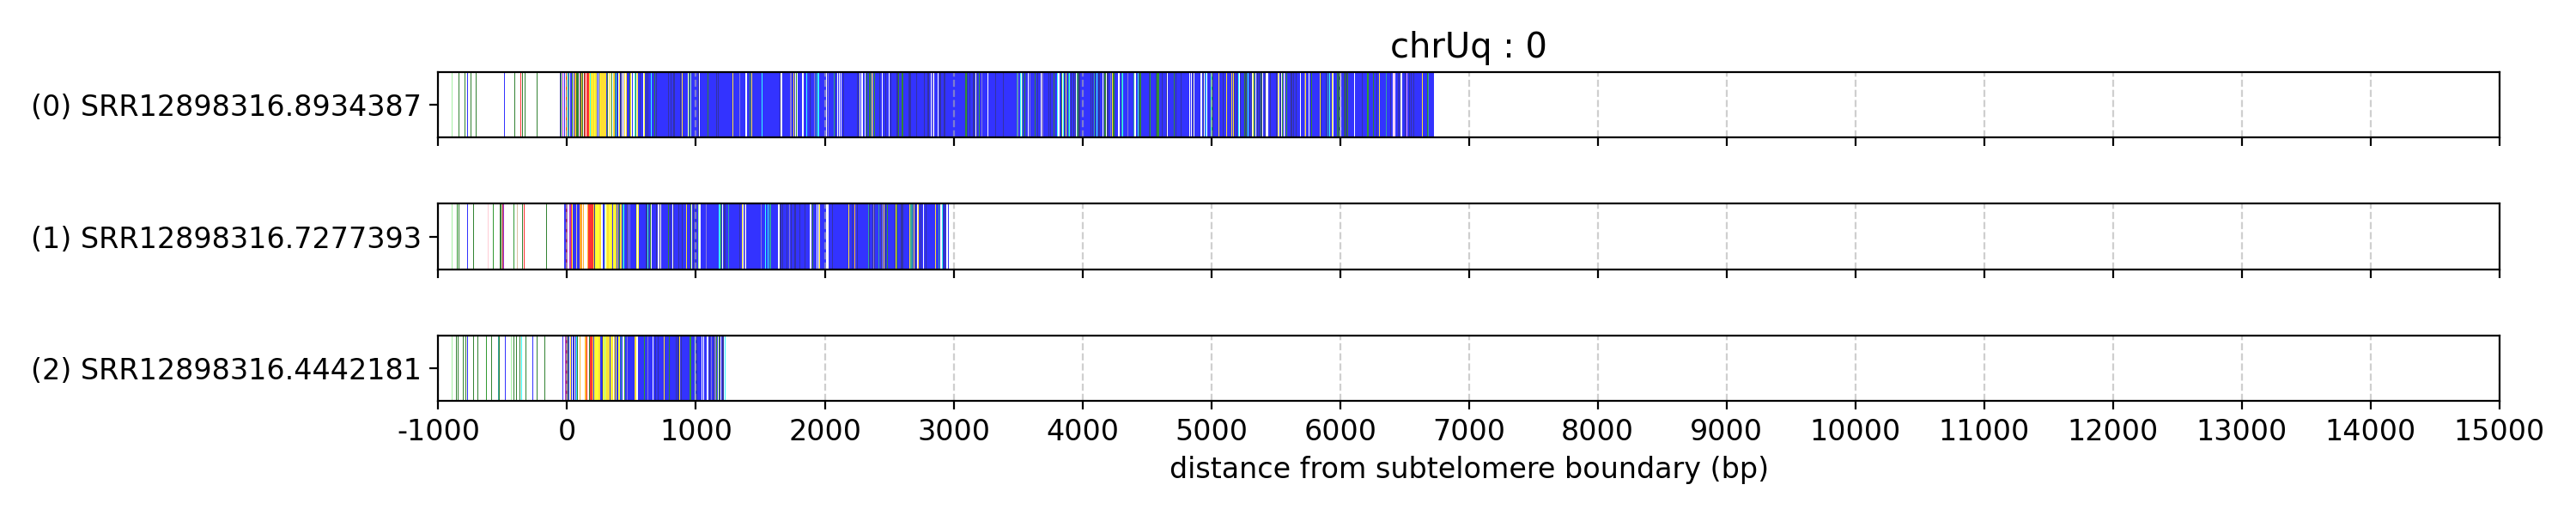 chrUq : 0
(0) SRR12898316.8934387
(1) SRR12898316.7277393
(2) SRR12898316.4442181
-1000 0 1000 2000 3000 4000 5000 6000 7000 8000 9000 10000 11000 12000 13000 14000 15000
distance from subtelomere boundary (bp)